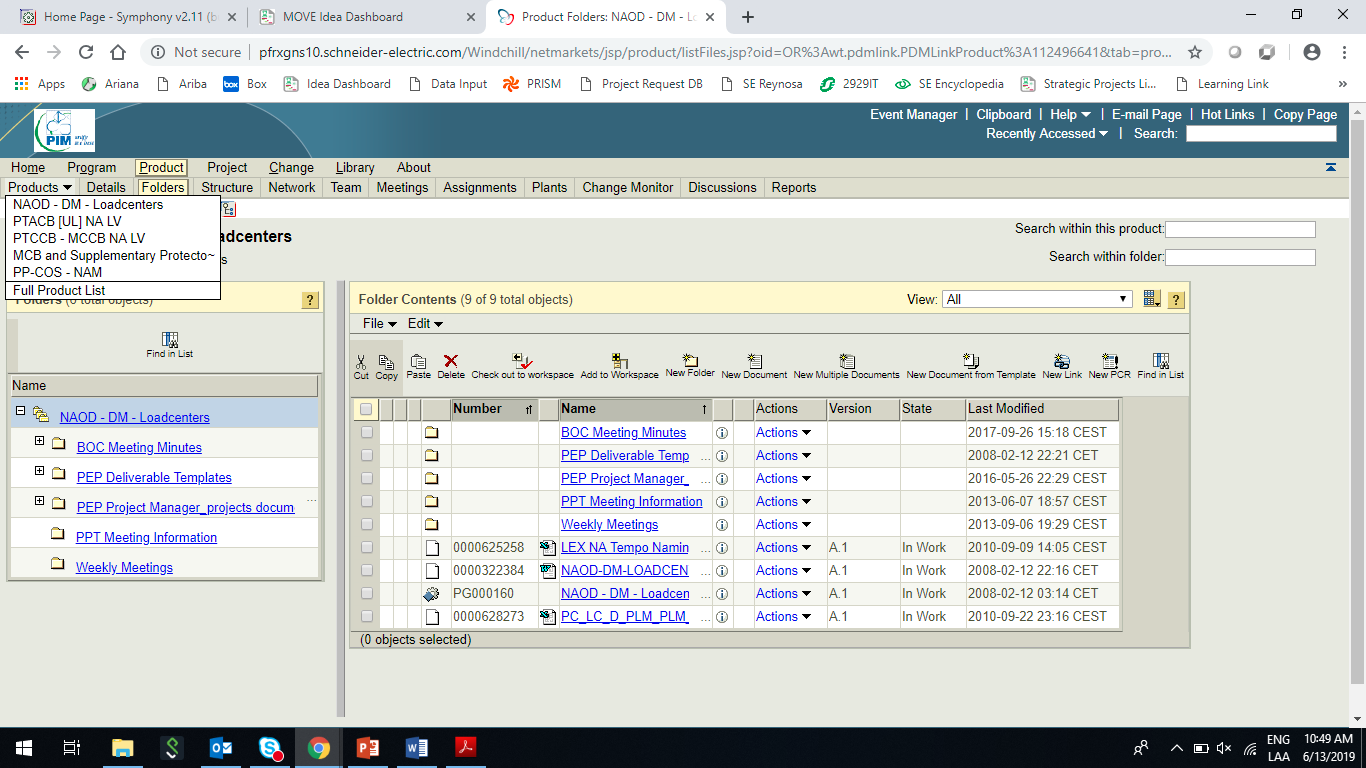 Home Page - Symphony v2.11 (b
MOVE Idea Dashboard
Product Folders: NAOD - DM - Lo
Not secure
pfrxgns10.schneider-electric.com/Windchill/netmarkets/jsp/product/listFiles.jsp?oid=OR%3Awt.pdmlink.PDMLinkProduct%3A112496641&tab=pro...
Apps Ariana Ariba Box Idea Dashboard Data Input PRISM Project Request DB SE Reynosa 2929IT SE Encyclopedia Strategic Projects Li... Learning Link »
PIM
Event Manager | Clipboard | Help | E-mail Page | Hot Links | Copy Page
Recently Accessed | Search:
Home Program Product Project Change Library About
Products Details Folders Structure Network Team Meetings Assignments Plants Change Monitor Discussions Reports
NAOD - DM - Loadcenters
PTACB [UL] NA LV
PTCCB - MCCB NA LV
MCB and Supplementary Protecto~
PP-COS - NAM
Full Product List
adcenters
s
Search within this product:
Search within folder:
Folders (6 total objects)
?
Find in List
Name
NAOD - DM - Loadcenters
BOC Meeting Minutes
PEP Deliverable Templates
PEP Project Manager_projects docum ...
PPT Meeting Information
Weekly Meetings
Folder Contents (9 of 9 total objects)
View: All
?
File Edit
Cut Copy Paste Delete Check out to workspace Add to Workspace New Folder New Document New Multiple Documents New Document from Template New Link New PCR Find in List
Number Name Actions Version State Last Modified
BOC Meeting Minutes Actions 2017-09-26 15:18 CEST
PEP Deliverable Temp ... Actions 2008-02-12 22:21 CET
PEP Project Manager_ ... Actions 2016-05-26 22:29 CEST
PPT Meeting Information Actions 2013-06-07 18:57 CEST
Weekly Meetings Actions 2013-09-06 19:29 CEST
0000625258 LEX NA Tempo Namin ... Actions A.1 In Work 2010-09-09 14:05 CEST
0000322384 NAOD-DM-LOADCEN ... Actions A.1 In Work 2008-02-12 22:16 CET
PG000160 NAOD - DM - Loadcen ... Actions A.1 In Work 2008-02-12 03:14 CET
0000628273 PC_LC_D_PLM_PLM_ ... Actions A.1 In Work 2010-09-22 23:16 CEST
(0 objects selected)
ENG 10:49 AM
LAA 6/13/2019